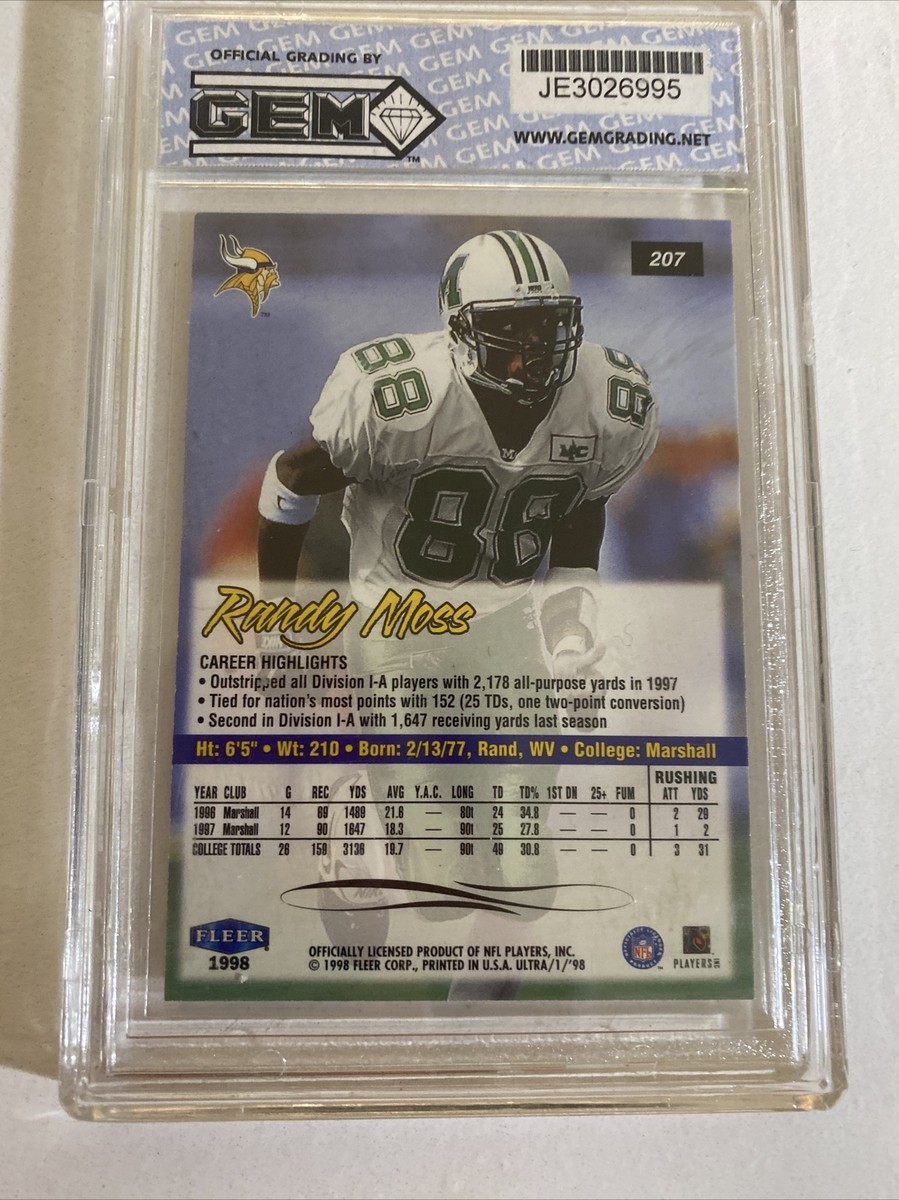 OFFICIAL GRADING BY
GEM
TM
JE3026995
WWW.GEMGRADING.NET
207
TM
M
88
88
M
88
Randy Moss
CAREER HIGHLIGHTS
• Outstripped all Division I-A players with 2,178 all-purpose yards in 1997
• Tied for nation's most points with 152 (25 TDs, one two-point conversion)
• Second in Division I-A with 1,647 receiving yards last season
Ht: 6'5" • Wt: 210 • Born: 2/13/77, Rand, WV • College: Marshall
RUSHING
YEAR CLUB G REC YDS AVG Y.A.C. LONG TD TD% 1ST DN 25+ FUM ATT YDS
1996 Marshall 14 69 1489 21.6 — 80t 24 34.8 — — 0 2 29
1997 Marshall 12 90 1647 18.3 — 90t 25 27.8 — — 0 1 2
COLLEGE TOTALS 26 159 3136 19.7 — 90t 49 30.8 — — 0 3 31
FLEER
1998
OFFICIALLY LICENSED PRODUCT OF NFL PLAYERS, INC.
© 1998 FLEER CORP., PRINTED IN U.S.A. ULTRA/1/'98
NFL
PLAYERS